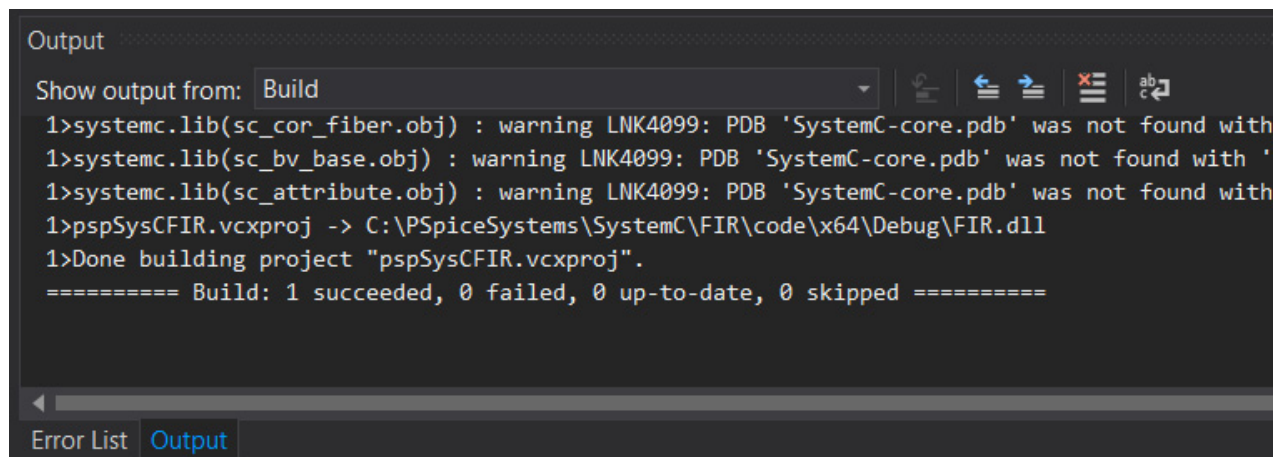 Output
Show output from: Build
1>systemc.lib(sc_cor_fiber.obj) : warning LNK4099: PDB 'SystemC-core.pdb' was not found with
1>systemc.lib(sc_bv_base.obj) : warning LNK4099: PDB 'SystemC-core.pdb' was not found with '
1>systemc.lib(sc_attribute.obj) : warning LNK4099: PDB 'SystemC-core.pdb' was not found with
1>pspSysCFIR.vcxproj -> C:\PSpiceSystems\SystemC\FIR\code\x64\Debug\FIR.dll
1>Done building project "pspSysCFIR.vcxproj".
========== Build: 1 succeeded, 0 failed, 0 up-to-date, 0 skipped ==========
Error List Output